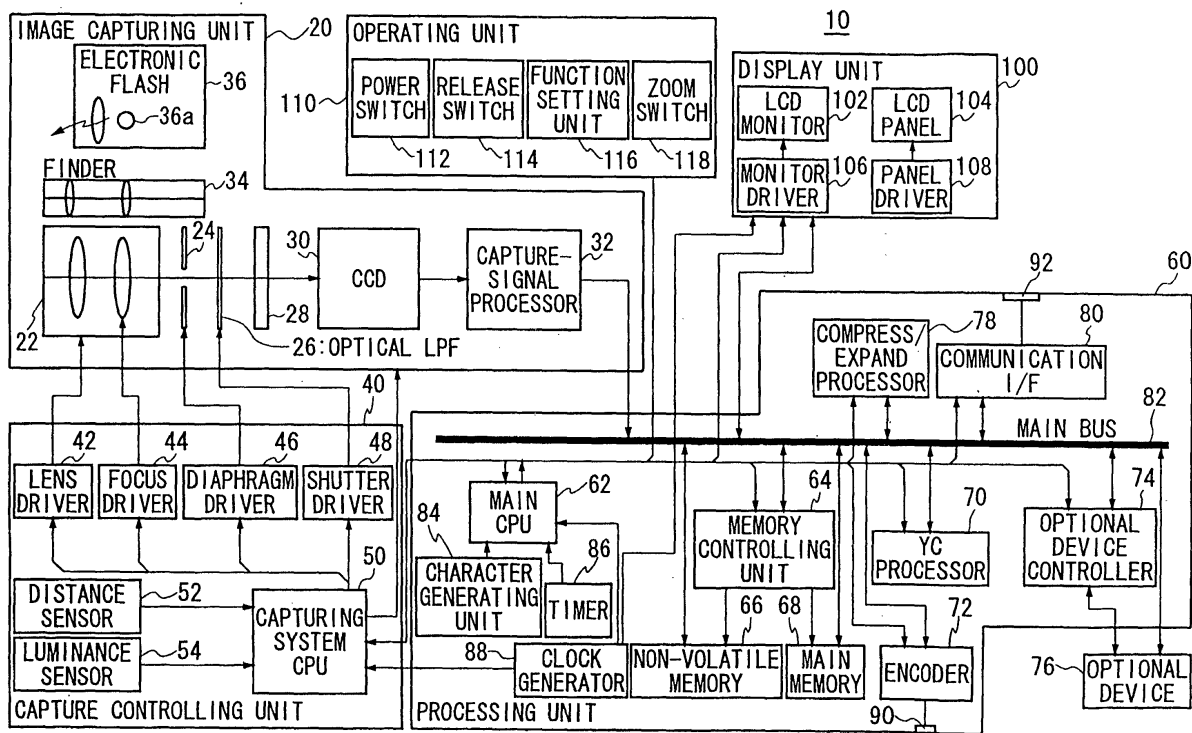 10
IMAGE CAPTURING UNIT
20
ELECTRONIC
FLASH
36
36a
FINDER
34
24
22
26:OPTICAL LPF
28
30
CCD
CAPTURE-
SIGNAL
PROCESSOR
32
OPERATING UNIT
110
POWER
SWITCH
112
RELEASE
SWITCH
114
FUNCTION
SETTING
UNIT
116
ZOOM
SWITCH
118
DISPLAY UNIT
100
LCD
MONITOR
102
LCD
PANEL
104
MONITOR
DRIVER
106
PANEL
DRIVER
108
40
42
LENS
DRIVER
44
FOCUS
DRIVER
46
DIAPHRAGM
DRIVER
48
SHUTTER
DRIVER
50
CAPTURING
SYSTEM
CPU
DISTANCE
SENSOR
52
LUMINANCE
SENSOR
54
CAPTURE CONTROLLING UNIT
60
92
COMPRESS/
EXPAND
PROCESSOR
78
COMMUNICATION
I/F
80
MAIN BUS
82
MAIN
CPU
62
84
CHARACTER
GENERATING
UNIT
86
TIMER
88
CLOCK
GENERATOR
64
MEMORY
CONTROLLING
UNIT
66
NON-VOLATILE
MEMORY
68
MAIN
MEMORY
70
YC
PROCESSOR
72
ENCODER
74
OPTIONAL
DEVICE
CONTROLLER
76
OPTIONAL
DEVICE
PROCESSING UNIT
90